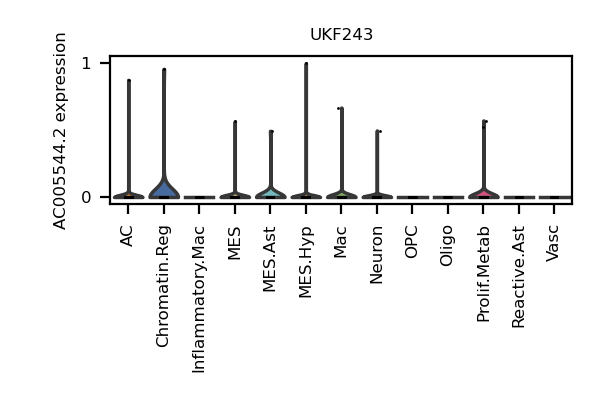 UKF243
AC005544.2 expression
1
0
AC
Chromatin.Reg
Inflammatory.Mac
MES
MES.Ast
MES.Hyp
Mac
Neuron
OPC
Oligo
Prolif.Metab
Reactive.Ast
Vasc